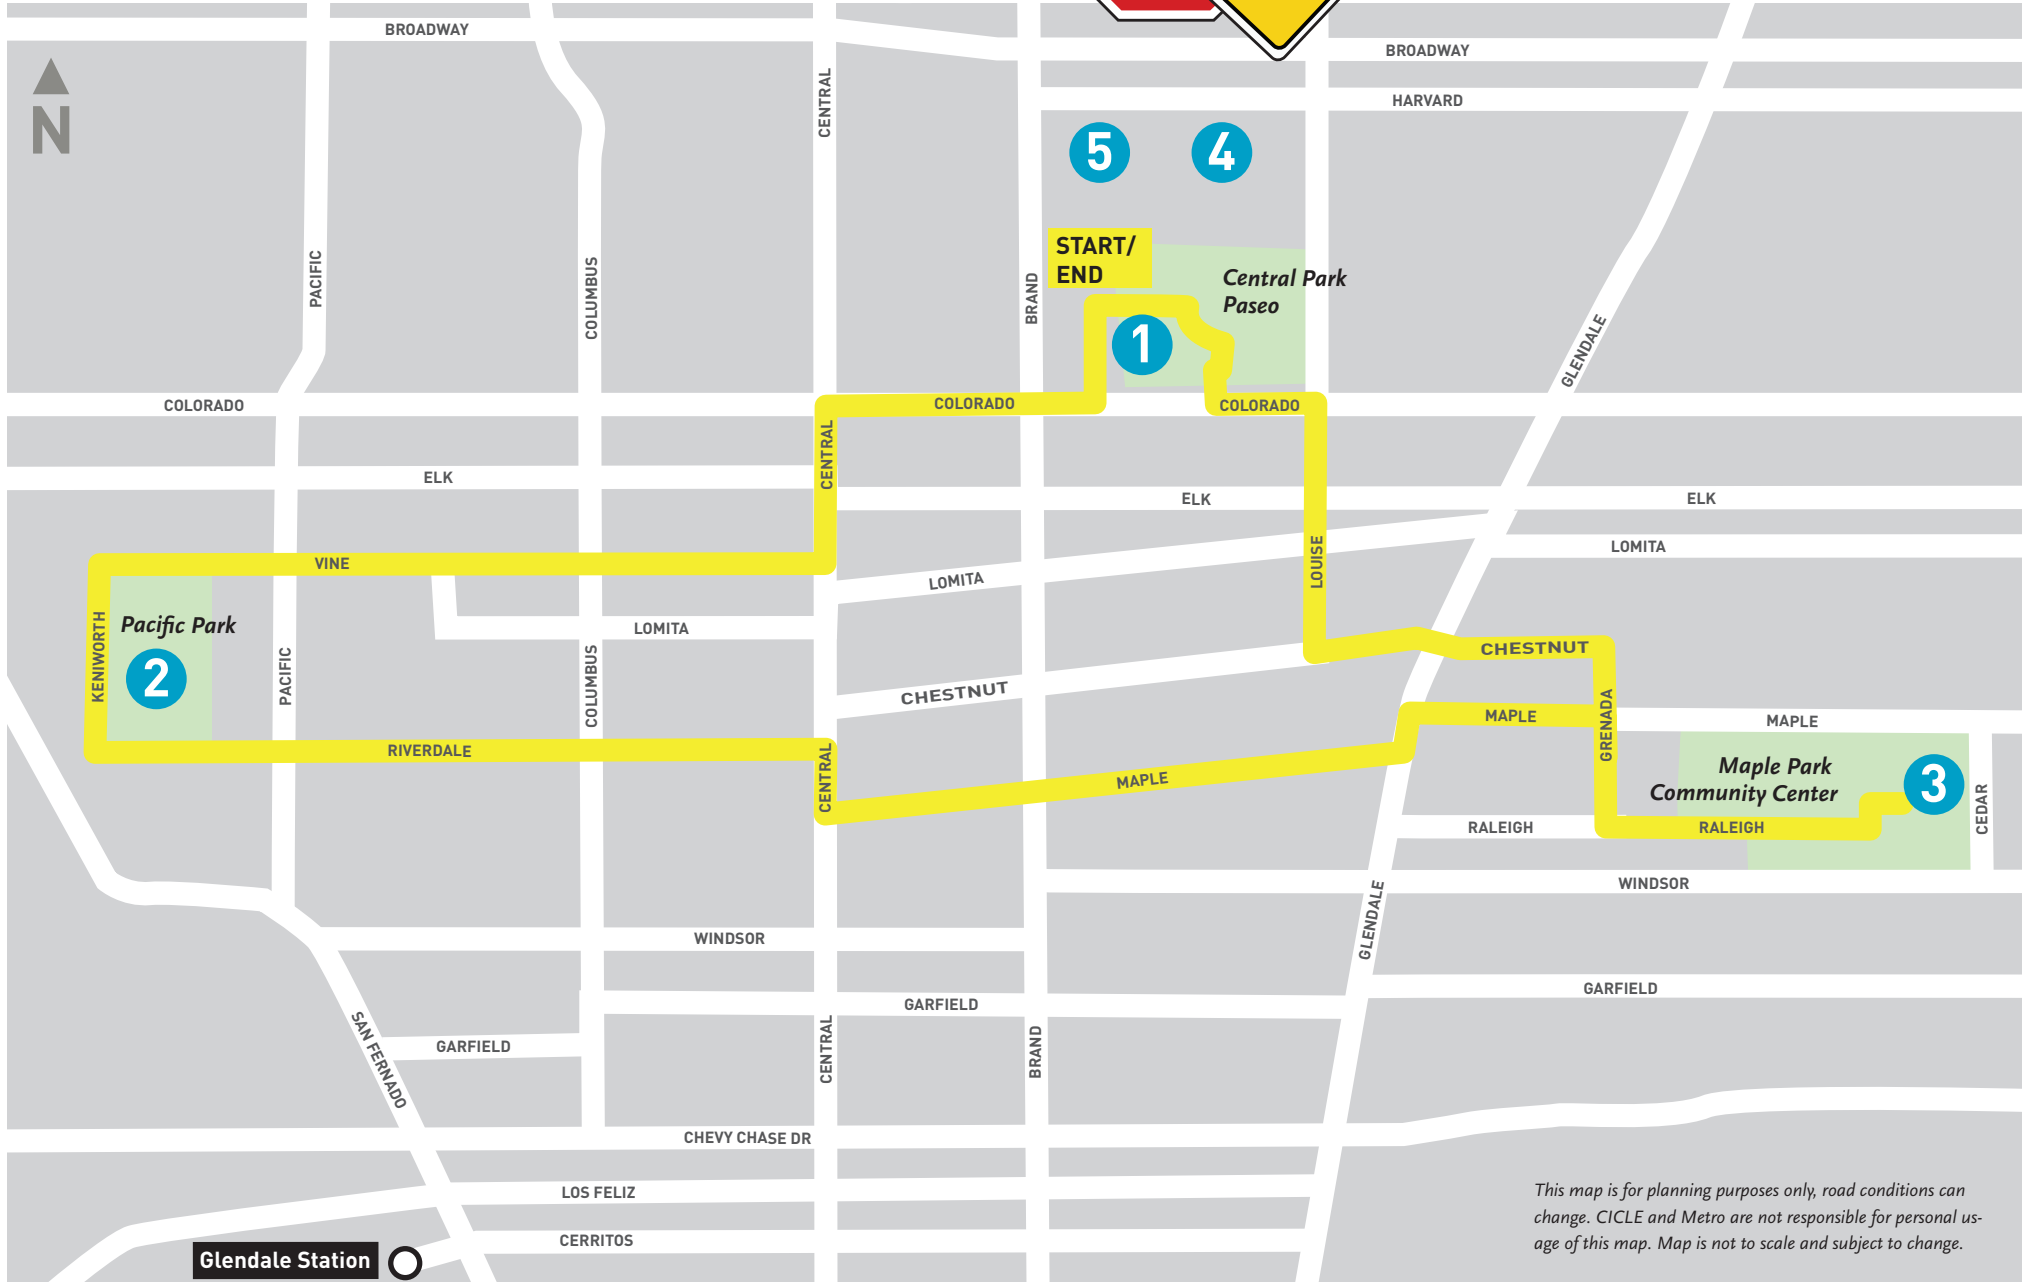 BROADWAY
BROADWAY
N
CENTRAL
HARVARD
5
4
PACIFIC
COLUMBUS
BRAND
START/
END
Central Park
Paseo
1
GLENDALE
COLORADO
COLORADO
COLORADO
CENTRAL
ELK
ELK
ELK
VINE
LOUISE
LOMITA
LOMITA
LOMITA
KENIWORTH
Pacific Park
2
PACIFIC
COLUMBUS
CHESTNUT
CHESTNUT
MAPLE
GRENADA
MAPLE
RIVERDALE
CENTRAL
MAPLE
Maple Park
Community Center
3
CEDAR
RALEIGH
RALEIGH
WINDSOR
GLENDALE
WINDSOR
GARFIELD
GARFIELD
GARFIELD
SAN FERNADO
CENTRAL
BRAND
CHEVY CHASE DR
LOS FELIZ
CERRITOS
Glendale Station
This map is for planning purposes only, road conditions can
change. CICLE and Metro are not responsible for personal us-
age of this map. Map is not to scale and subject to change.